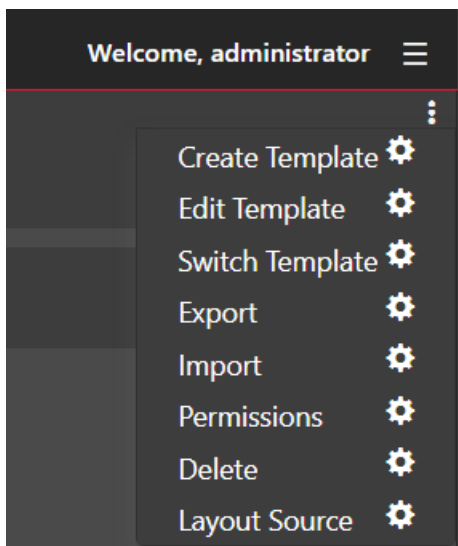 Welcome, administrator
Create Template
Edit Template
Switch Template
Export
Import
Permissions
Delete
Layout Source